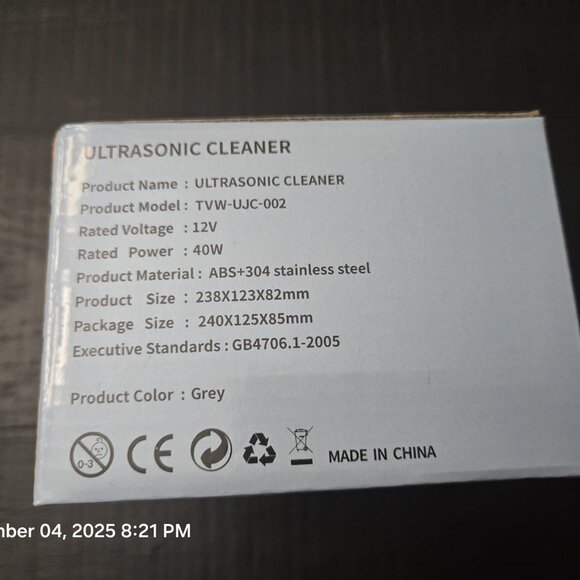 ULTRASONIC CLEANER
Product Name : ULTRASONIC CLEANER
Product Model : TVW-UJC-002
Rated Voltage : 12V
Rated Power : 40W
Product Material : ABS+304 stainless steel
Product Size : 238X123X82mm
Package Size : 240X125X85mm
Executive Standards : GB4706.1-2005
Product Color : Grey
0-3 CE MADE IN CHINA
04, 2025 8:21 PM